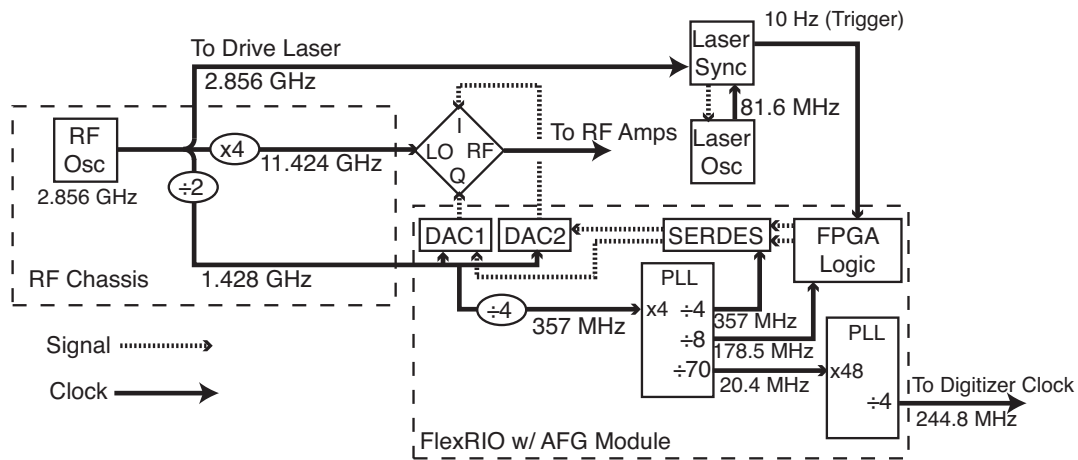 10 Hz (Trigger)
To Drive Laser
2.856 GHz
Laser
Sync
81.6 MHz
Laser
Osc
RF
Osc
2.856 GHz
x4
11.424 GHz
÷2
I
LO RF
Q
To RF Amps
DAC1
DAC2
SERDES
FPGA
Logic
1.428 GHz
RF Chassis
÷4
357 MHz
PLL
x4
÷4
357 MHz
÷8
178.5 MHz
÷70
20.4 MHz
PLL
x48
÷4
To Digitizer Clock
244.8 MHz
Signal
Clock
FlexRIO w/ AFG Module